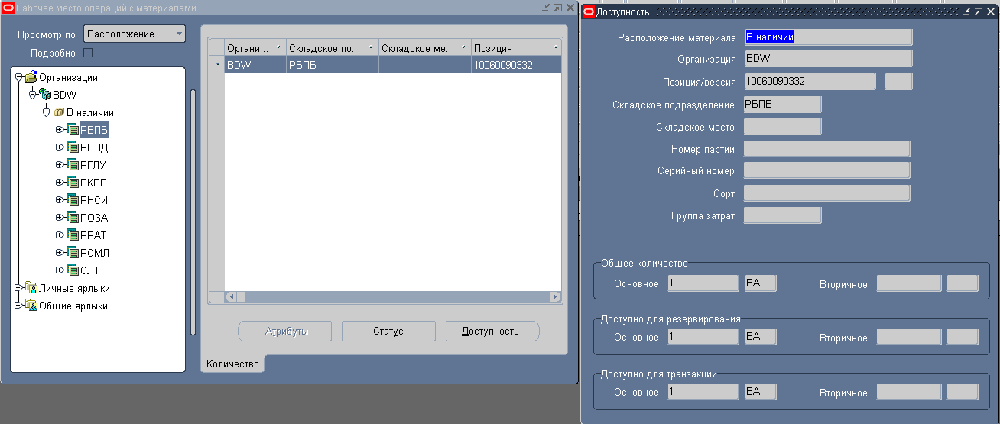 Рабочее место операций с материалами
Просмотр по Расположение
Подробно
Организации
BDW
В наличии
РБПБ
РВЛД
РГЛУ
РКРГ
РНСИ
РОЗА
РРАТ
РСМЛ
СЛТ
Личные ярлыки
Общие ярлыки
Органи... Складское по... Складское ме... Позиция
BDW РБПБ 10060090332
Атрибуты Статус Доступность
Количество
Доступность
Расположение материала В наличии
Организация BDW
Позиция/версия 10060090332
Складское подразделение РБПБ
Складское место
Номер партии
Серийный номер
Сорт
Группа затрат
Общее количество
Основное 1 EA Вторичное
Доступно для резервирования
Основное 1 EA Вторичное
Доступно для транзакции
Основное 1 EA Вторичное